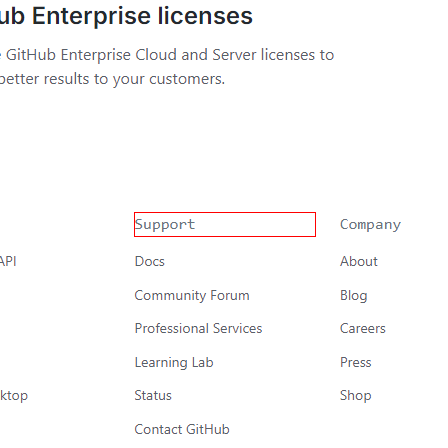 ub Enterprise licenses
GitHub Enterprise Cloud and Server licenses to
better results to your customers.
Support
Company
API
Docs
About
Community Forum
Blog
Professional Services
Careers
Learning Lab
Press
ktop
Status
Shop
Contact GitHub